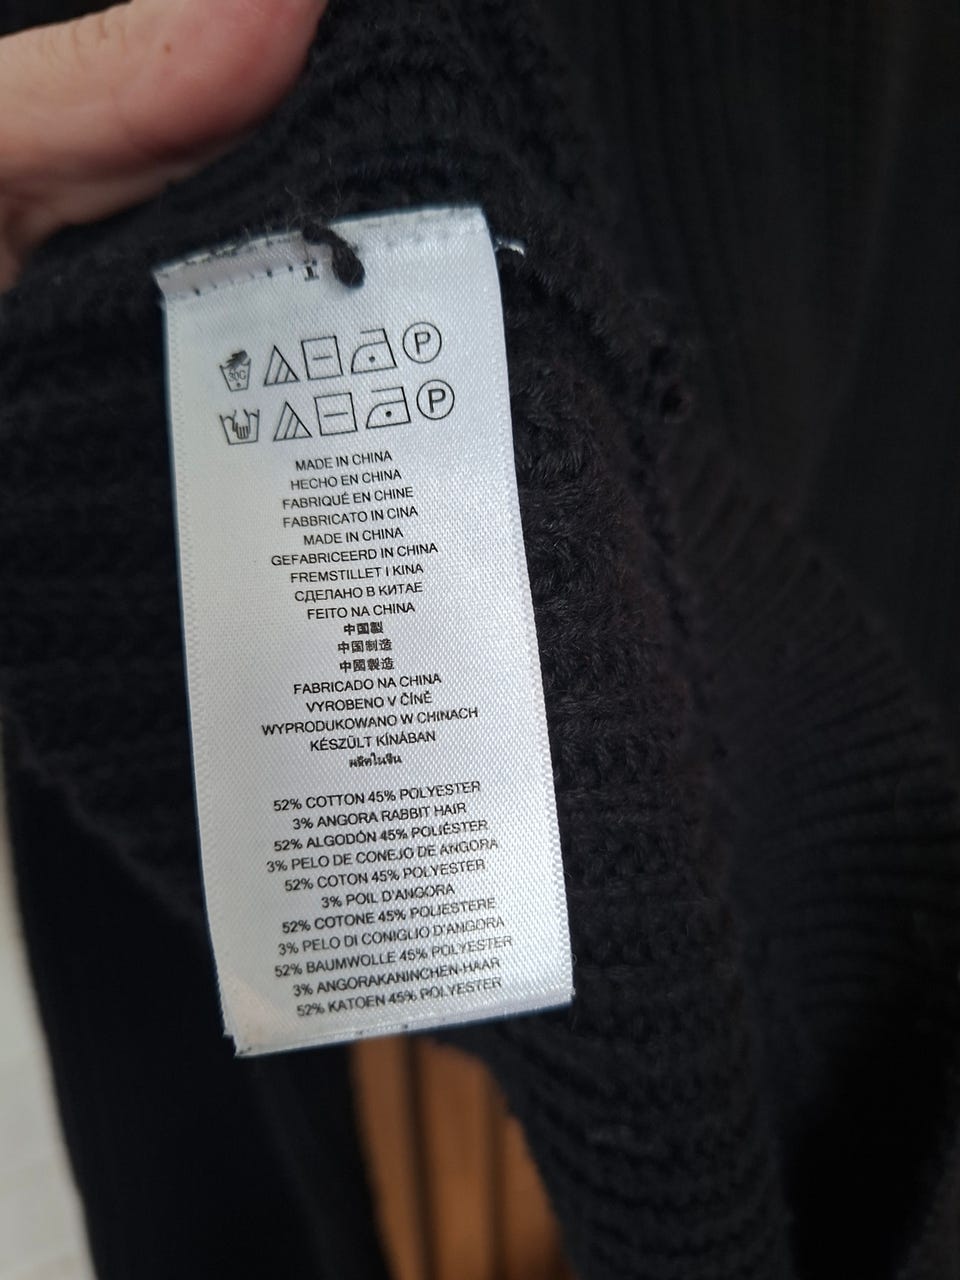 30C P
P
MADE IN CHINA
HECHO EN CHINA
FABRIQUÉ EN CHINE
FABBRICATO IN CINA
MADE IN CHINA
GEFABRICEERD IN CHINA
FREMSTILLET I KINA
СДЕЛАНО В КИТАЕ
FEITO NA CHINA
中国製
中国制造
中國製造
FABRICADO NA CHINA
VYROBENO V ČÍNĚ
WYPRODUKOWANO W CHINACH
KÉSZÜLT KÍNÁBAN
ผลิตในจีน
52% COTTON 45% POLYESTER
3% ANGORA RABBIT HAIR
52% ALGODÓN 45% POLIÉSTER
3% PELO DE CONEJO DE ANGORA
52% COTON 45% POLYESTER
3% POIL D'ANGORA
52% COTONE 45% POLIESTERE
3% PELO DI CONIGLIO D'ANGORA
52% BAUMWOLLE 45% POLYESTER
3% ANGORAKANINCHEN-HAAR
52% KATOEN 45% POLYESTER